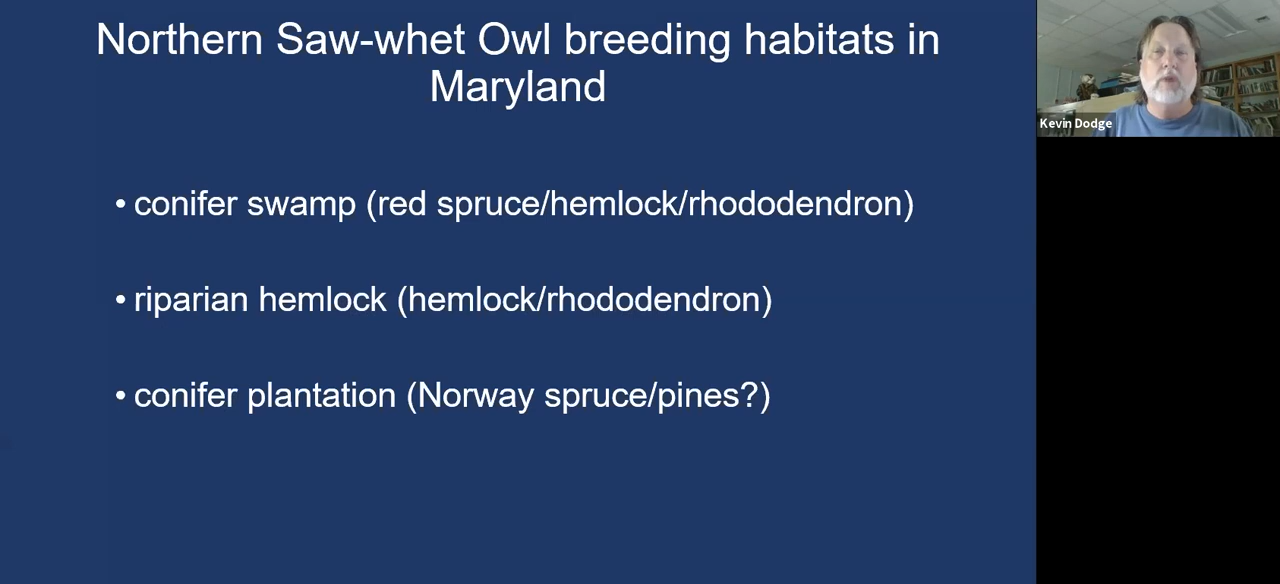 Northern Saw-whet Owl breeding habitats in
Maryland
• conifer swamp (red spruce/hemlock/rhododendron)
• riparian hemlock (hemlock/rhododendron)
• conifer plantation (Norway spruce/pines?)
Kevin Dodge